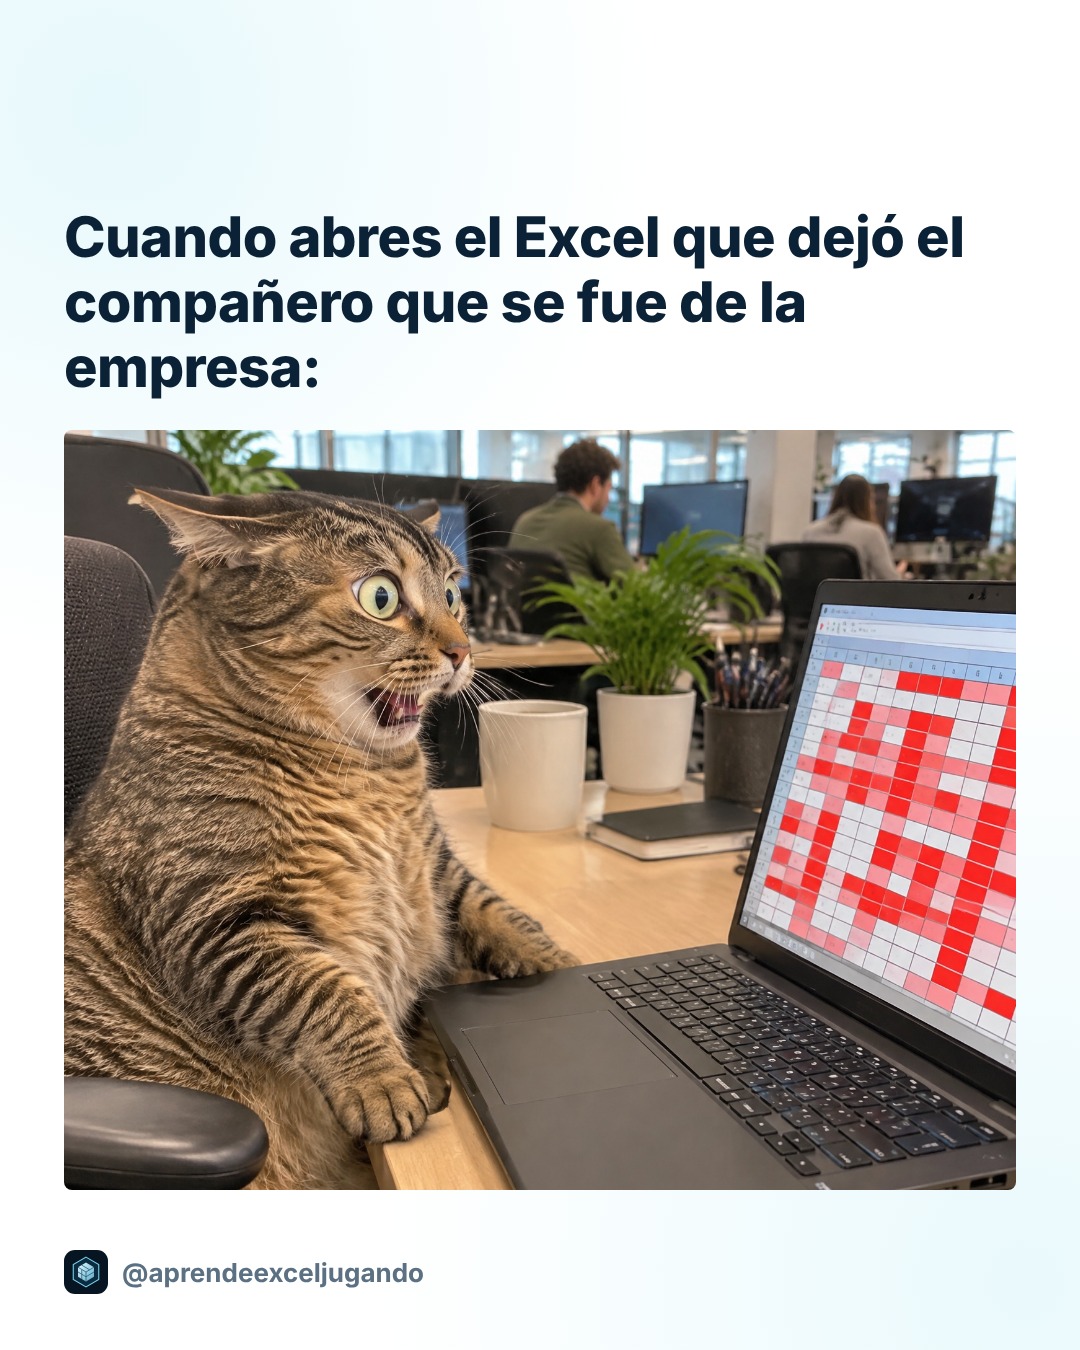 Cuando abres el Excel que dejó el
compañero que se fue de la
empresa:
@aprendeexceljugando